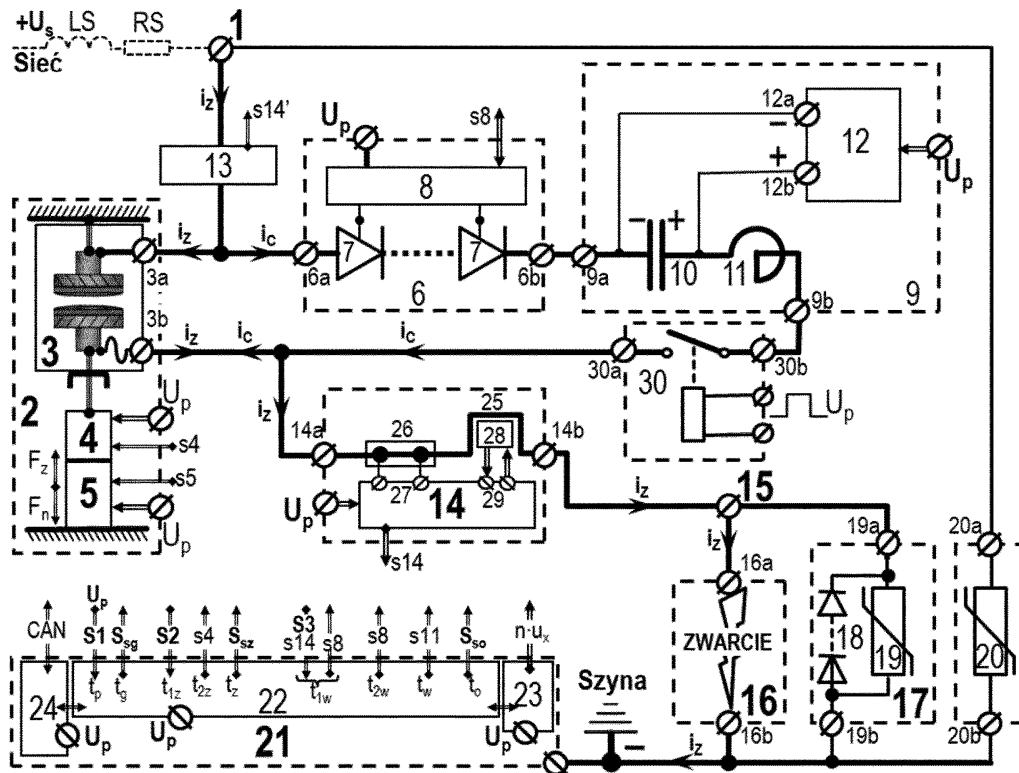 +Us LS RS 1
Sieć
iz
s14'
13
Up
s8
8
7 7
6a 6b
6
iz ic
12a
–
12
+
12b
Up
– +
10 11
9a
9b
9
3a
3b
3
2
iz ic ic
30a 30 30b
Up
4
5
Fz
Fn
Up
s4
s5
Up
iz
14a 26 25 28 14b
27 14 29
Up
s14
iz
15
iz
16a
ZWARCIE
16
16b
19a
18 19
17
19b
20a
20
20b
CAN Up
S1 Ssg S2 s4 Ssz S3 s14 s8 s8 s11 Sso n·ux
tp tg t1z t2z tz t1w t2w tw to
24 22 23
Up Up Up
21
Szyna
–
iz